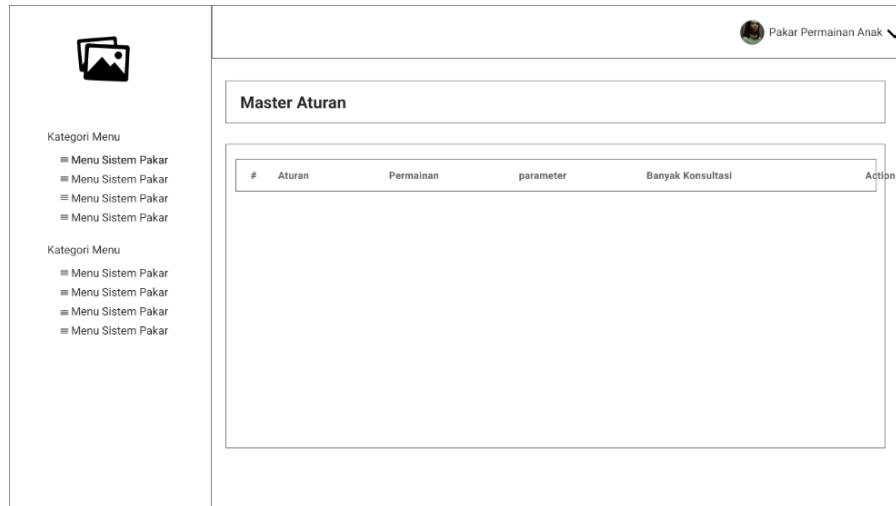 Pakar Permainan Anak
Master Aturan
Kategori Menu
Menu Sistem Pakar
Menu Sistem Pakar
Menu Sistem Pakar
Menu Sistem Pakar
Kategori Menu
Menu Sistem Pakar
Menu Sistem Pakar
Menu Sistem Pakar
Menu Sistem Pakar
# Aturan Permainan parameter Banyak Konsultasi Action